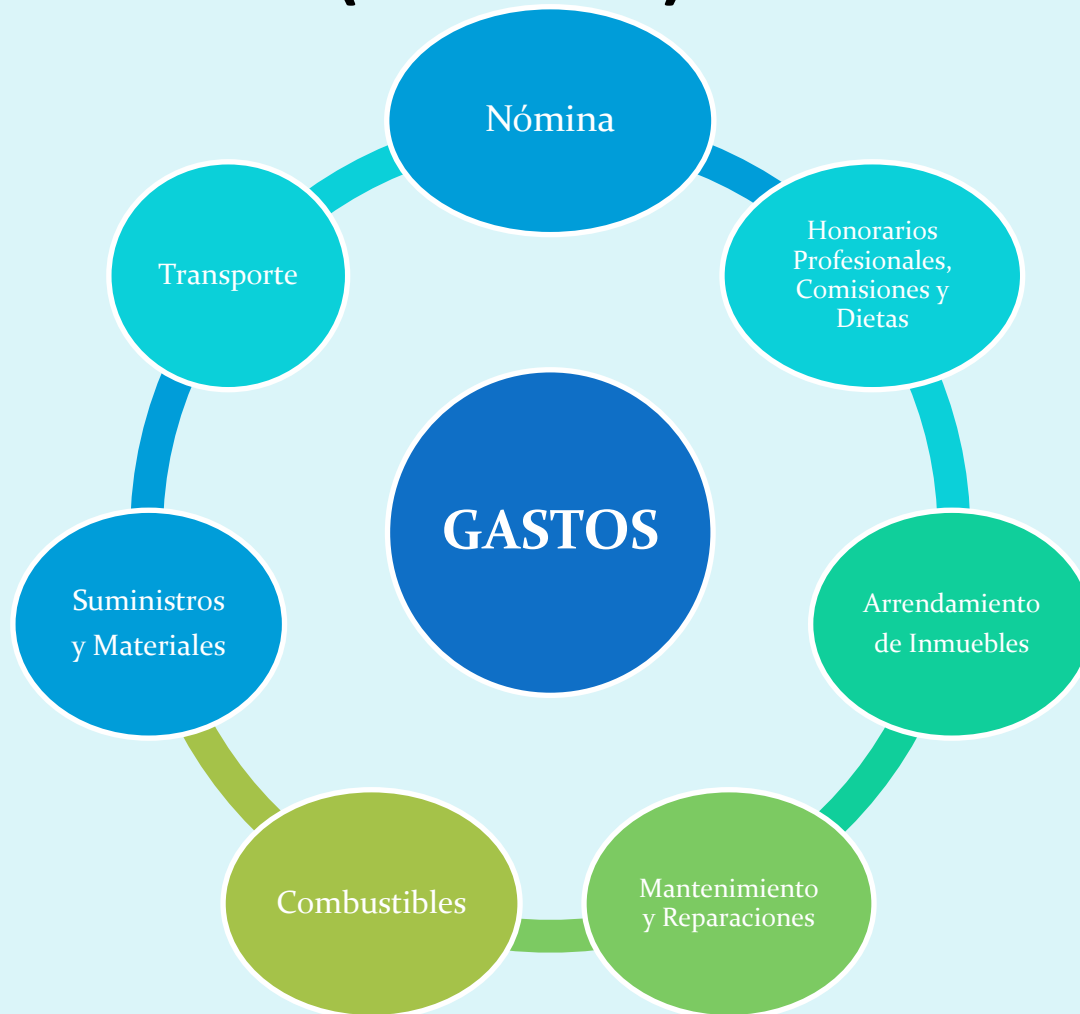 Nómina
Honorarios
Profesionales,
Comisiones y
Dietas
Transporte
GASTOS
Suministros
y Materiales
Arrendamiento
de Inmuebles
Mantenimiento
y Reparaciones
Combustibles